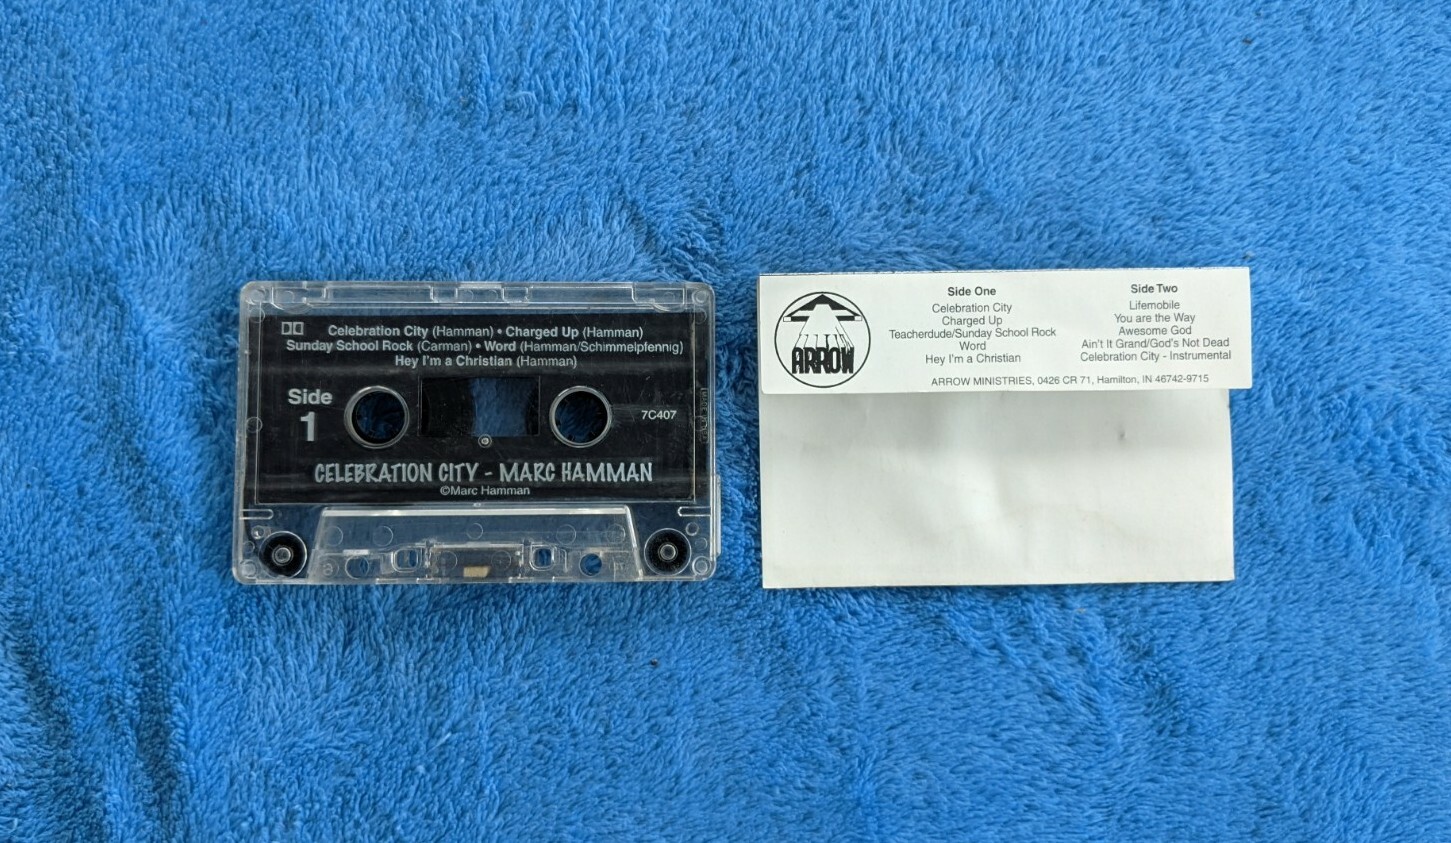 Celebration City (Hamman) • Charged Up (Hamman)
Sunday School Rock (Carman) • Word (Hamman/Schimmelpfennig)
Hey I'm a Christian (Hamman)
Side
1
7C407
CELEBRATION CITY - MARC HAMMAN
©Marc Hamman
ARROW
Side One
Celebration City
Charged Up
Teacherdude/Sunday School Rock
Word
Hey I'm a Christian
Side Two
Lifemobile
You are the Way
Awesome God
Ain't It Grand/God's Not Dead
Celebration City - Instrumental
ARROW MINISTRIES, 0426 CR 71, Hamilton, IN 46742-9715